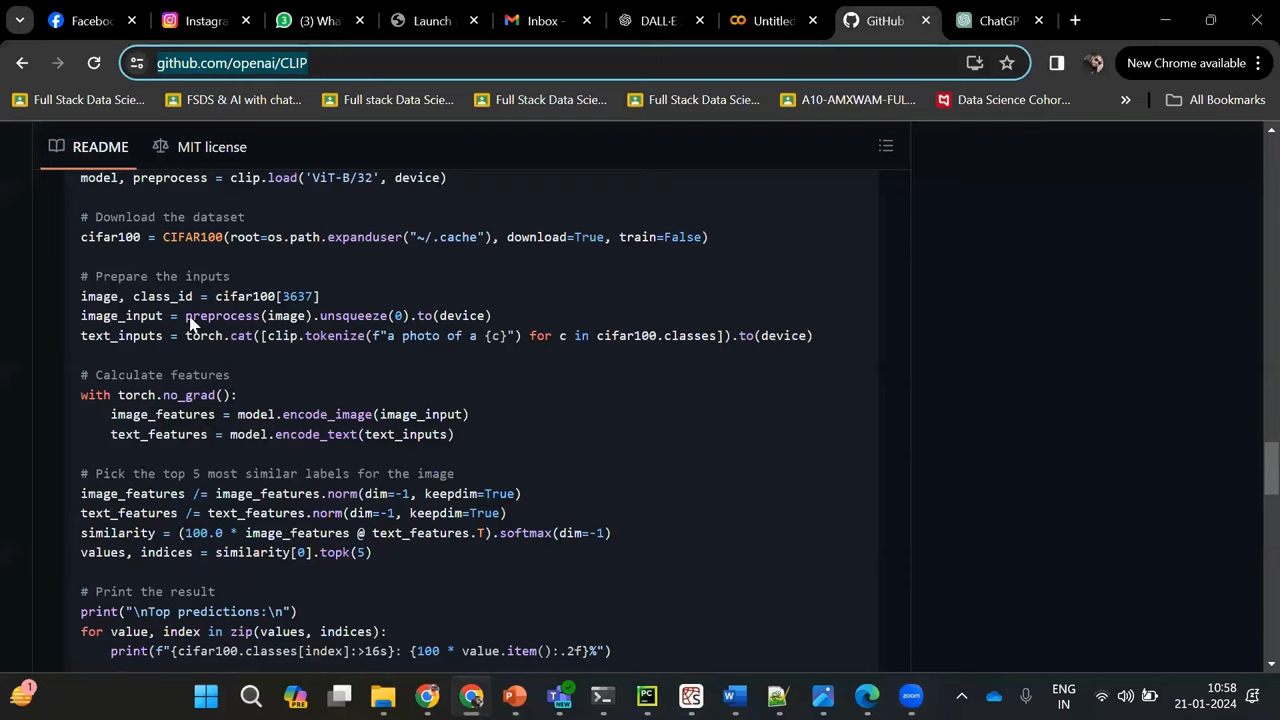 Facebo
Instagra
(3) Wha
Launch
Inbox -
DALL·E
Untitled
GitHub
ChatGP
github.com/openai/CLIP
New Chrome available
Full Stack Data Scie...
FSDS & AI with chat...
Full stack Data Scie...
Full Stack Data Scie...
Full Stack Data Scie...
A10-AMXWAM-FUL...
Data Science Cohor...
All Bookmarks
README
MIT license
model, preprocess = clip.load('ViT-B/32', device)
# Download the dataset
cifar100 = CIFAR100(root=os.path.expanduser("~/.cache"), download=True, train=False)
# Prepare the inputs
image, class_id = cifar100[3637]
image_input = preprocess(image).unsqueeze(0).to(device)
text_inputs = torch.cat([clip.tokenize(f"a photo of a {c}") for c in cifar100.classes]).to(device)
# Calculate features
with torch.no_grad():
image_features = model.encode_image(image_input)
text_features = model.encode_text(text_inputs)
# Pick the top 5 most similar labels for the image
image_features /= image_features.norm(dim=-1, keepdim=True)
text_features /= text_features.norm(dim=-1, keepdim=True)
similarity = (100.0 * image_features @ text_features.T).softmax(dim=-1)
values, indices = similarity[0].topk(5)
# Print the result
print("\nTop predictions:\n")
for value, index in zip(values, indices):
print(f"{cifar100.classes[index]:>16s}: {100 * value.item():.2f}%")
ENG
IN
10:58
21-01-2024
1
PRE
NEW
PC
zoom